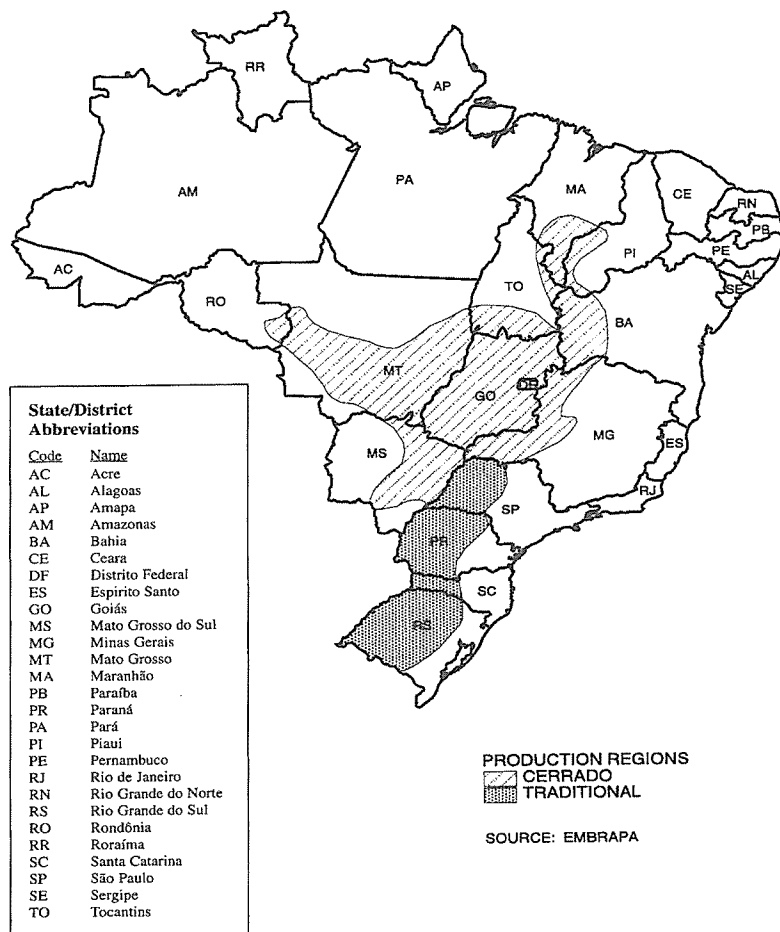 RR
AP
AM
PA
MA
CE
RN
PB
PI
PE
AL
SE
AC
RO
TO
BA
MT
DF
GO
MG
ES
MS
RJ
SP
PR
SC
RS
State/District
Abbreviations
Code Name
AC Acre
AL Alagoas
AP Amapa
AM Amazonas
BA Bahia
CE Ceara
DF Distrito Federal
ES Espirito Santo
GO Goiás
MS Mato Grosso do Sul
MG Minas Gerais
MT Mato Grosso
MA Maranhão
PB Paraíba
PR Paraná
PA Pará
PI Piaui
PE Pernambuco
RJ Rio de Janeiro
RN Rio Grande do Norte
RS Rio Grande do Sul
RO Rondônia
RR Roraíma
SC Santa Catarina
SP São Paulo
SE Sergipe
TO Tocantins
PRODUCTION REGIONS
CERRADO
TRADITIONAL
SOURCE: EMBRAPA